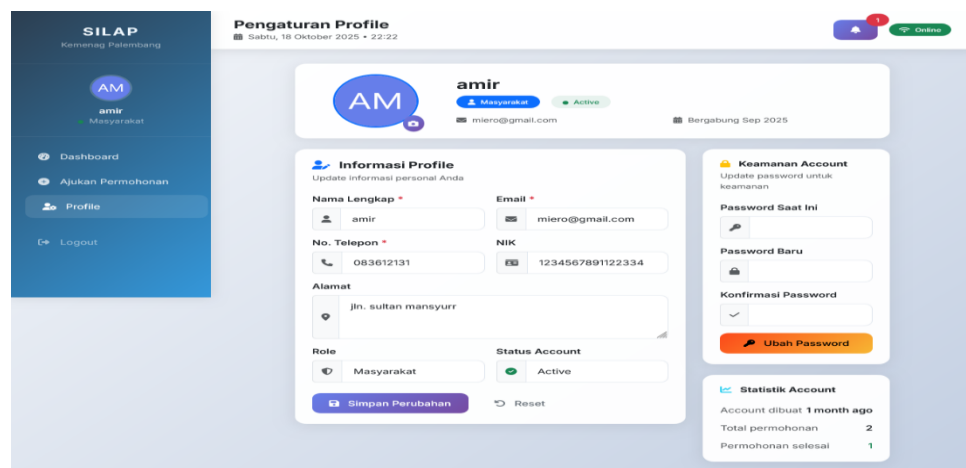 SILAP
Kemenag Palembang
AM
amir
Masyarakat
Dashboard
Ajukan Permohonan
Profile
Logout
Pengaturan Profile
Sabtu, 18 Oktober 2025 • 22:22
1
Online
AM
amir
Masyarakat
Active
miero@gmail.com
Bergabung Sep 2025
Informasi Profile
Update informasi personal Anda
Nama Lengkap *
Email *
amir
miero@gmail.com
No. Telepon *
NIK
083612131
1234567891122334
Alamat
jln. sultan mansyurr
Role
Status Account
Masyarakat
Active
Simpan Perubahan
Reset
Keamanan Account
Update password untuk
keamanan
Password Saat Ini
Password Baru
Konfirmasi Password
Ubah Password
Statistik Account
Account dibuat 1 month ago
Total permohonan 2
Permohonan selesai 1